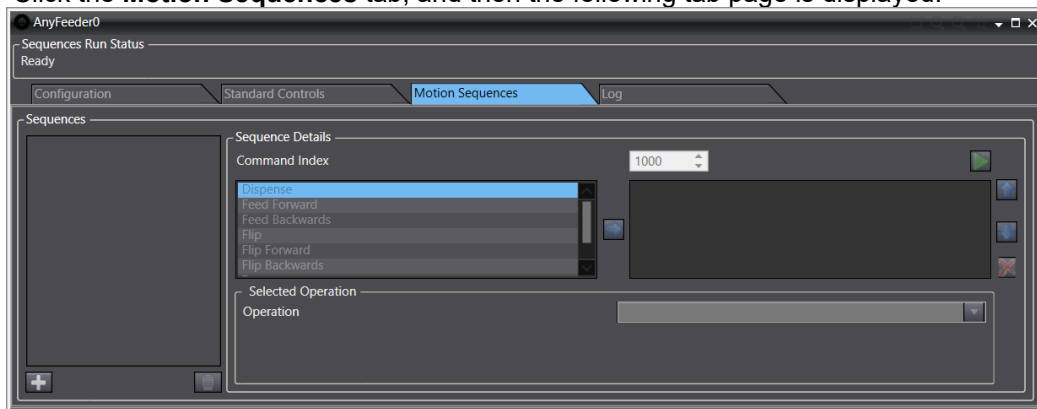 Click the Motion Sequences tab, and then the following tab page is displayed.
AnyFeeder0
Sequences Run Status
Ready
Configuration
Standard Controls
Motion Sequences
Log
Sequences
Sequence Details
Command Index
1000
Dispense
Feed Forward
Feed Backwards
Flip
Flip Forward
Flip Backwards
Selected Operation
Operation